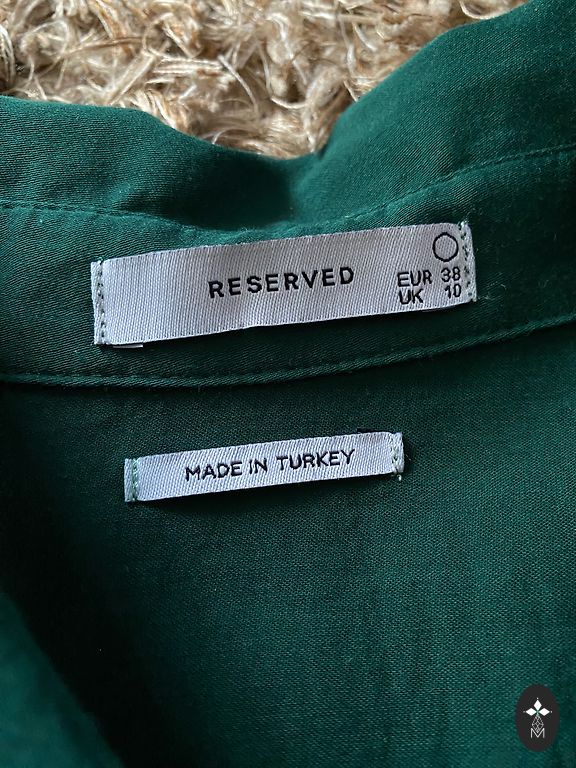 RESERVED
EUR 38
UK 10
MADE IN TURKEY